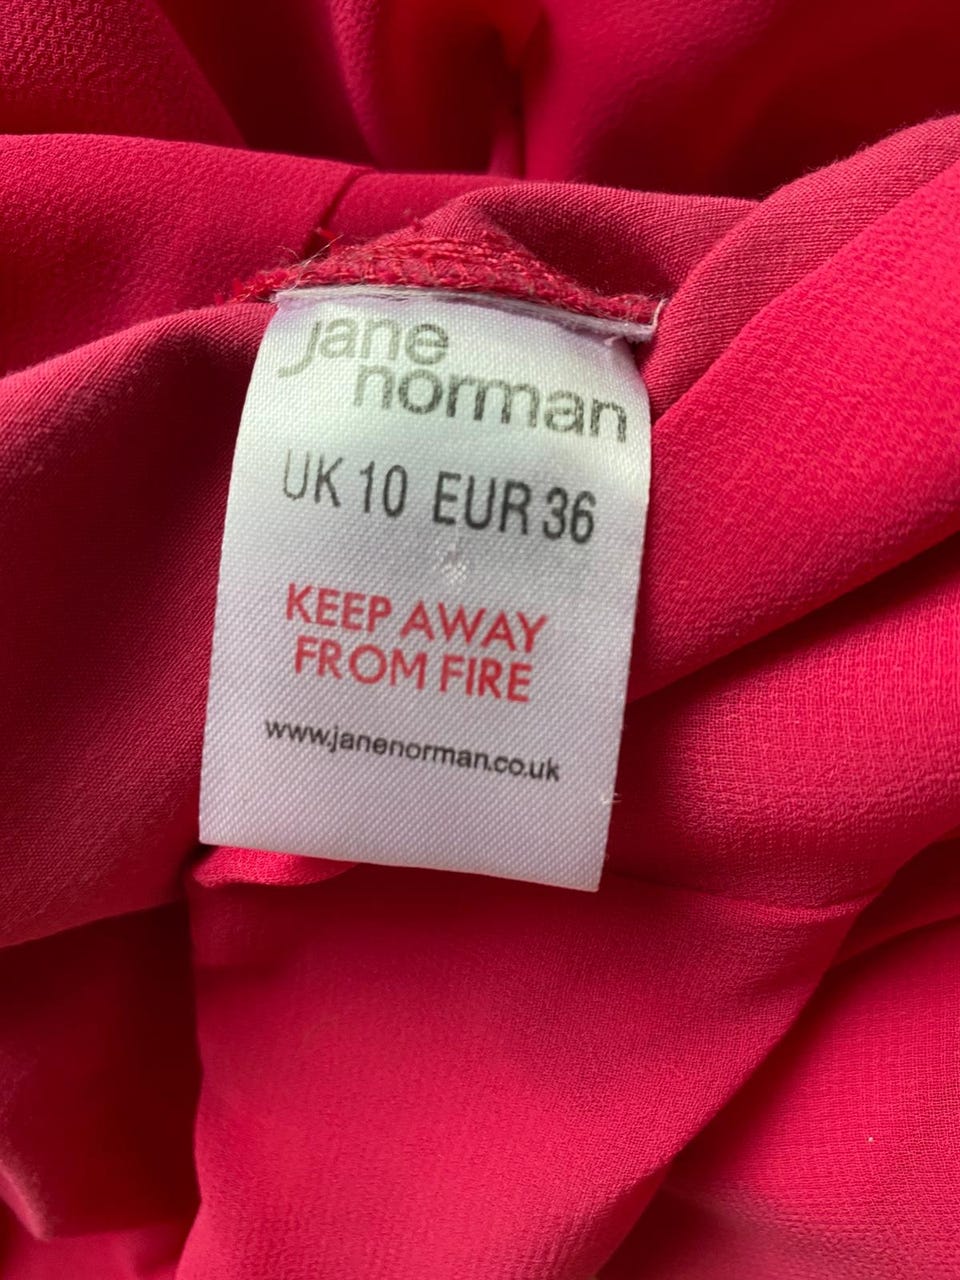 jane
norman
UK 10 EUR 36
KEEP AWAY
FROM FIRE
www.janenorman.co.uk